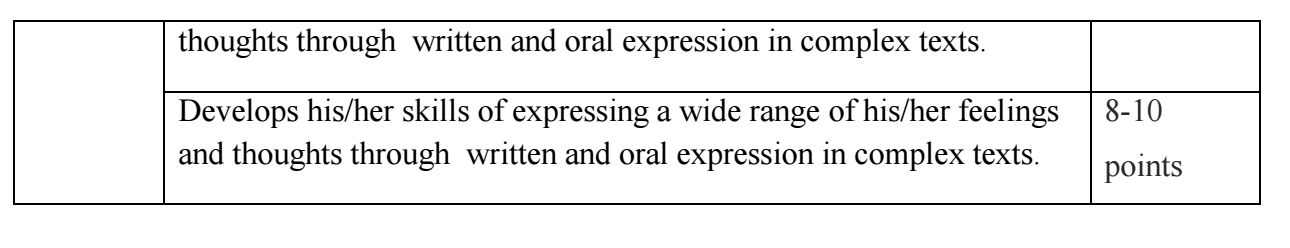 thoughts through written and oral expression in complex texts.
Develops his/her skills of expressing a wide range of his/her feelings
and thoughts through written and oral expression in complex texts.
8-10
points